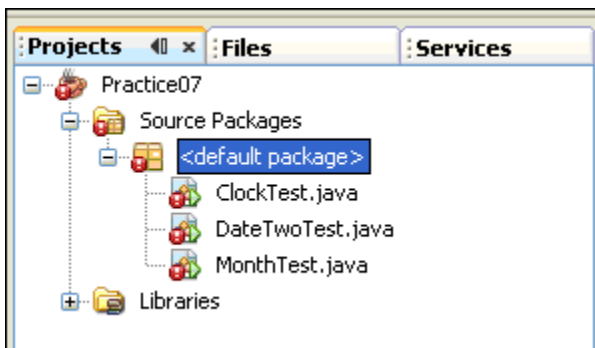 Projects Files Services
Practice07
Source Packages
<default package>
ClockTest.java
DateTwoTest.java
MonthTest.java
Libraries